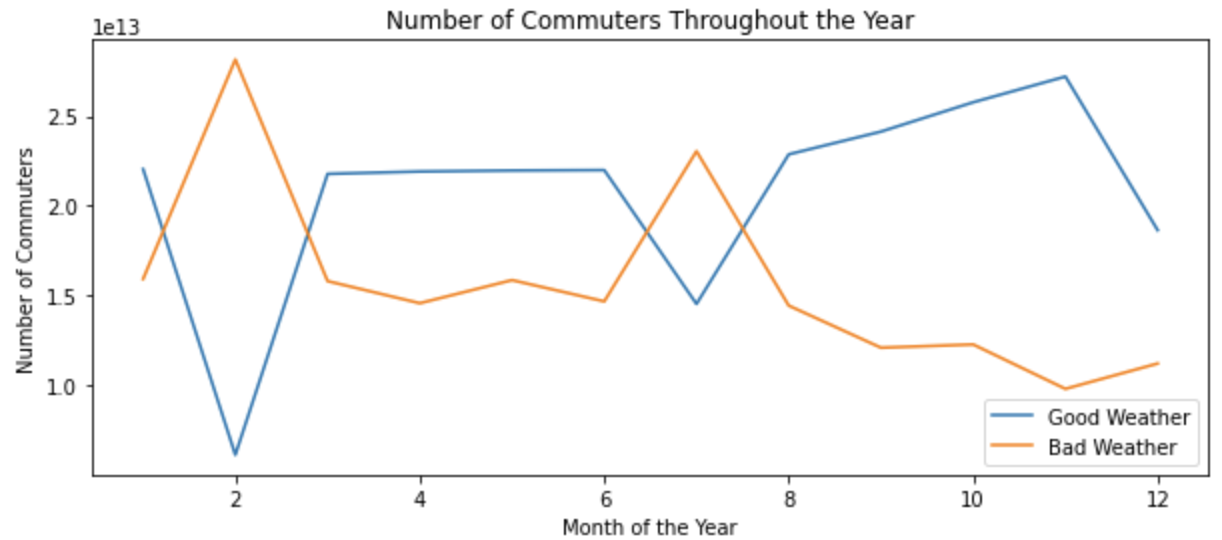 Number of Commuters Throughout the Year
1e13
Number of Commuters
2.5
2.0
1.5
1.0
Good Weather
Bad Weather
2 4 6 8 10 12
Month of the Year